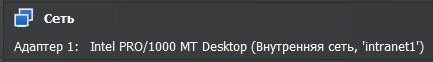 Сеть
Адаптер 1: Intel PRO/1000 MT Desktop (Внутренняя сеть, 'intranet1')